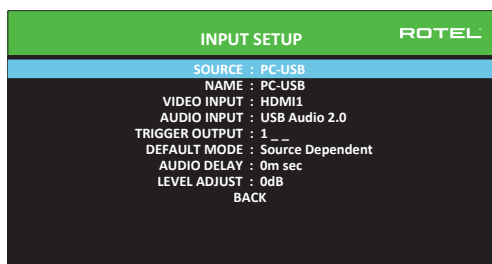 INPUT SETUP
ROTEL
SOURCE : PC-USB
NAME : PC-USB
VIDEO INPUT : HDMI1
AUDIO INPUT : USB Audio 2.0
TRIGGER OUTPUT : 1 _ _
DEFAULT MODE : Source Dependent
AUDIO DELAY : 0m sec
LEVEL ADJUST : 0dB
BACK